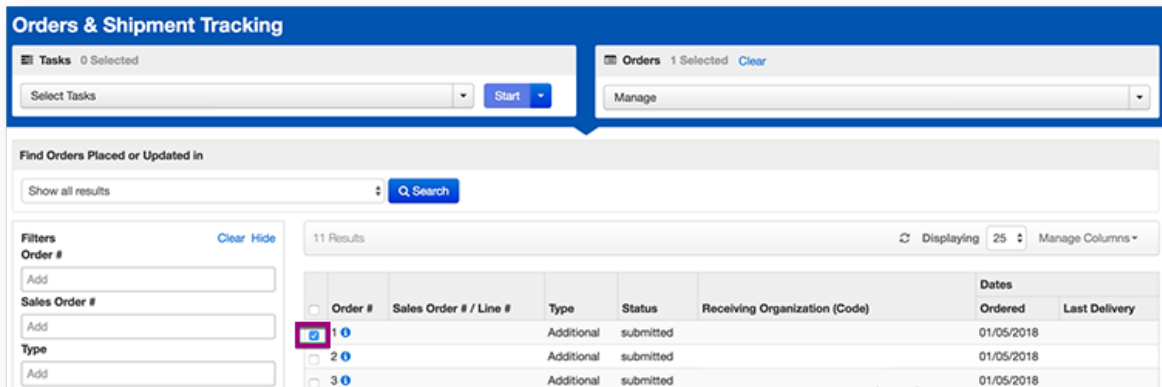 Orders & Shipment Tracking
Tasks 0 Selected
Select Tasks
Start
Orders 1 Selected Clear
Manage
Find Orders Placed or Updated in
Show all results
Search
Filters Clear Hide
Order #
Add
Sales Order #
Add
Type
Add
11 Results Displaying 25 Manage Columns
Dates
Order # Sales Order # / Line # Type Status Receiving Organization (Code) Ordered Last Delivery
1 Additional submitted 01/05/2018
2 Additional submitted 01/05/2018
3 Additional submitted 01/05/2018